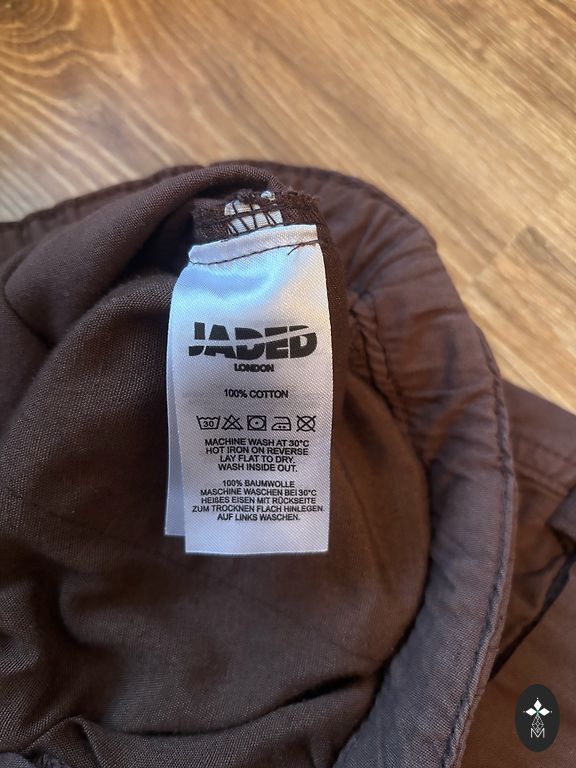 JADED
LONDON
100% COTTON
30
MACHINE WASH AT 30°C
HOT IRON ON REVERSE
LAY FLAT TO DRY.
WASH INSIDE OUT.
100% BAUMWOLLE
MASCHINE WASCHEN BEI 30°C
HEIßES EISEN MIT RÜCKSEITE
ZUM TROCKNEN FLACH HINLEGEN
AUF LINKS WASCHEN.
M